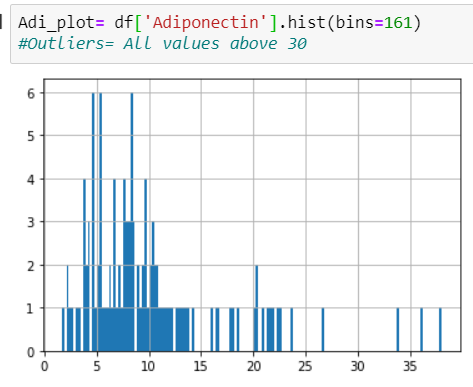 Adi_plot= df['Adiponectin'].hist(bins=161)
#Outliers= All values above 30
6
5
4
3
2
1
0
0 5 10 15 20 25 30 35